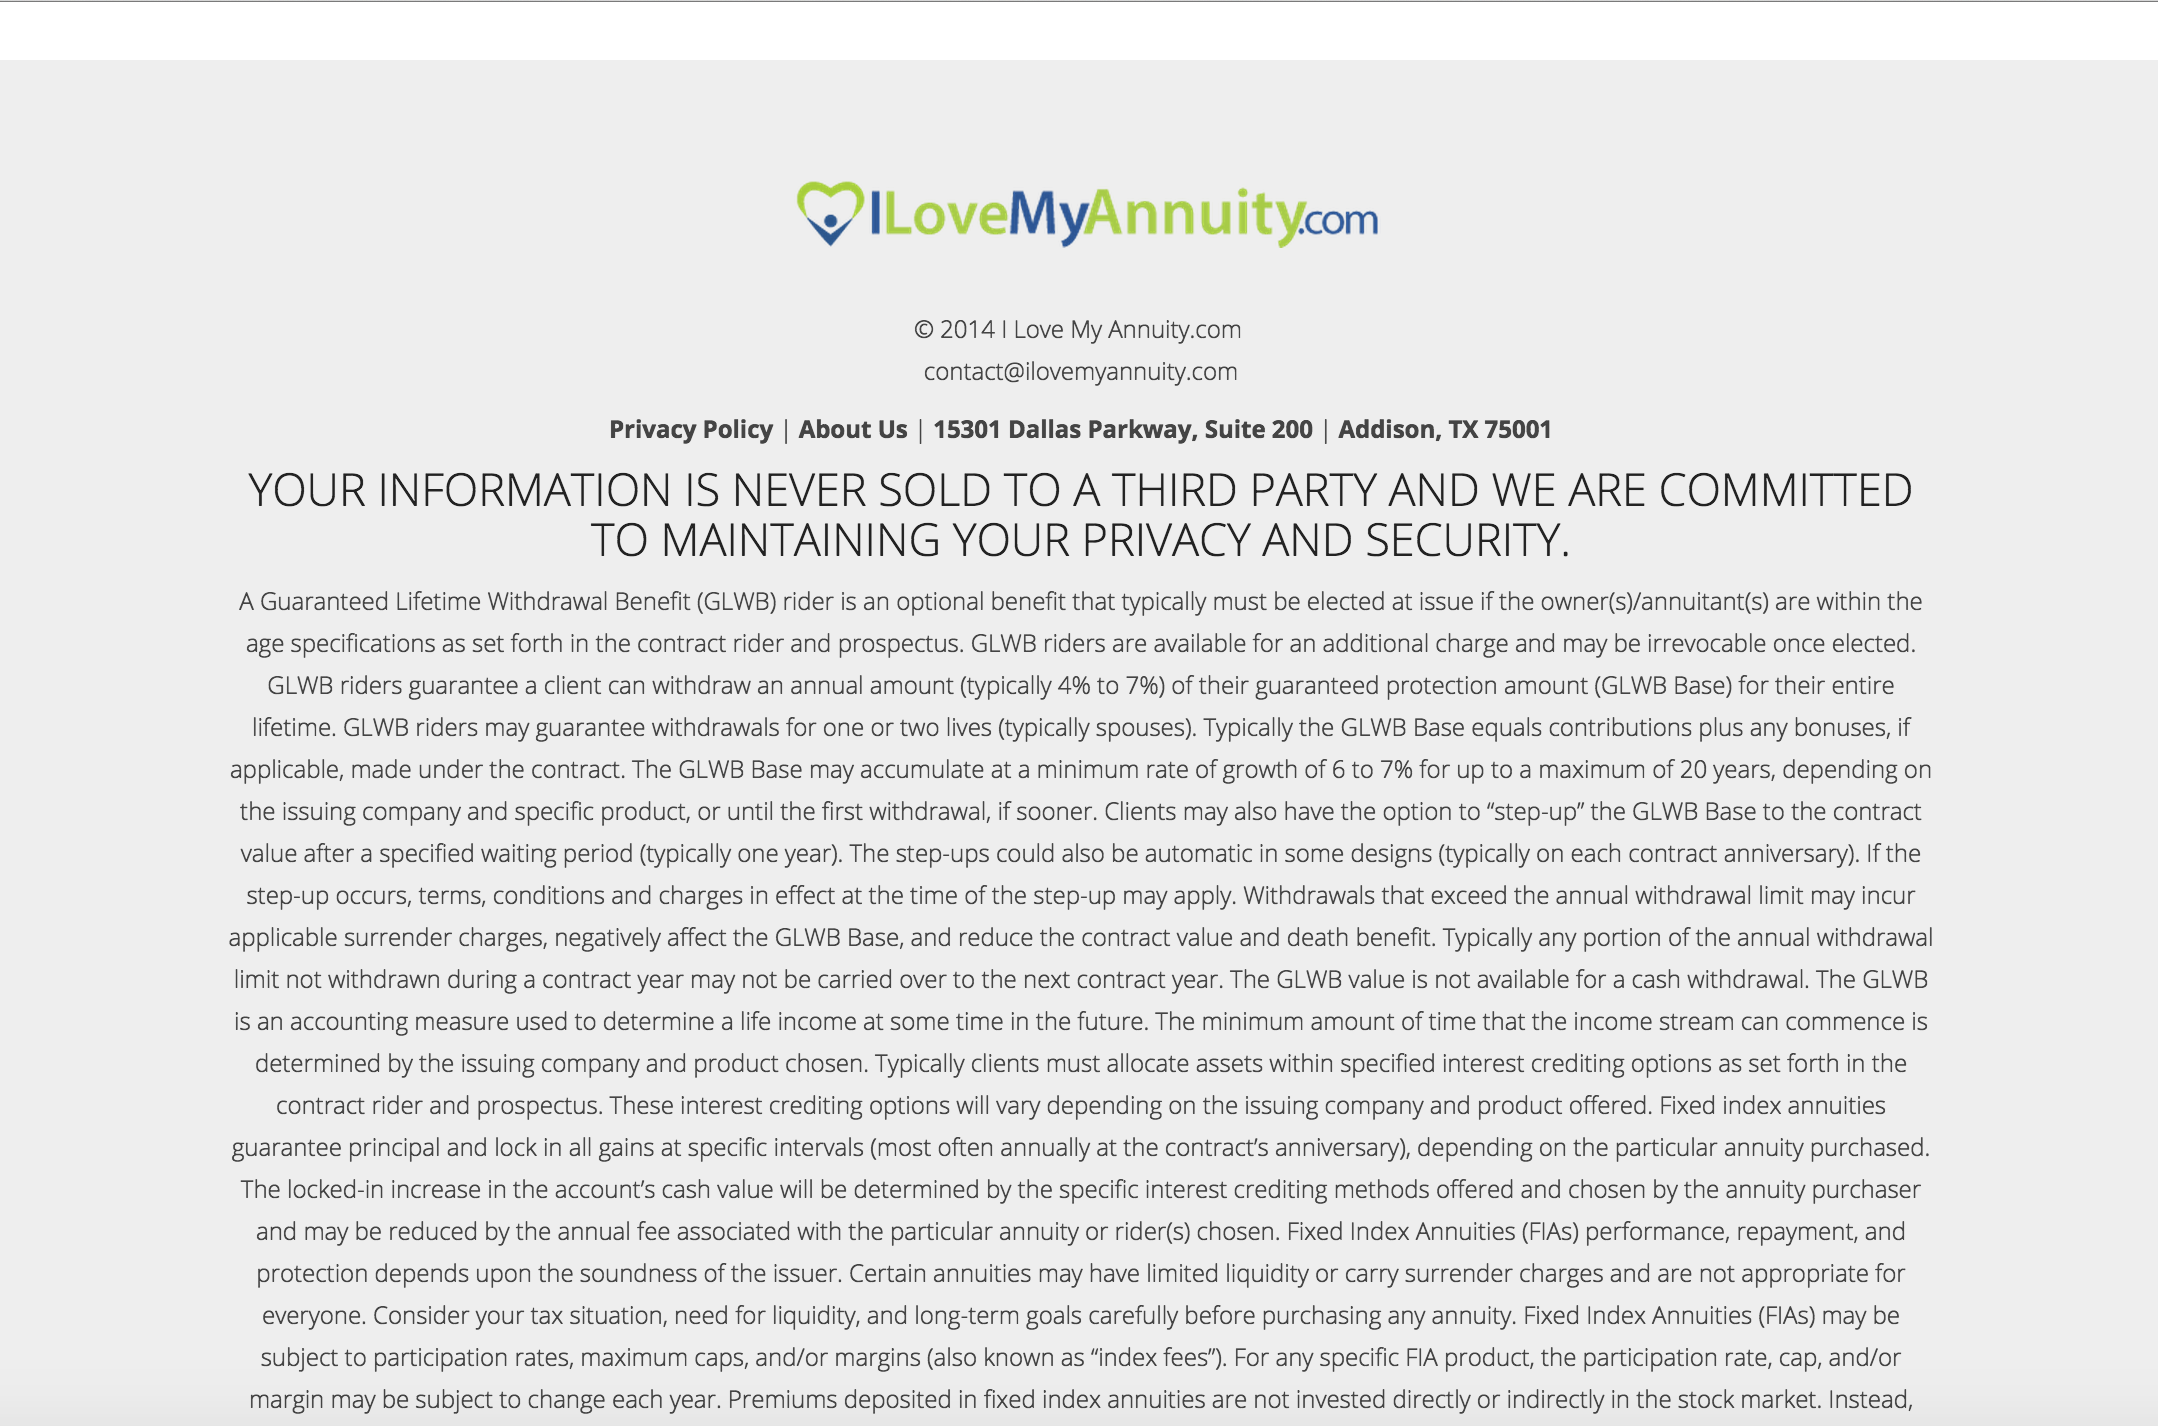 ILoveMyAnnuity.com
© 2014 I Love My Annuity.com
contact@ilovemyannuity.com
Privacy Policy | About Us | 15301 Dallas Parkway, Suite 200 | Addison, TX 75001
YOUR INFORMATION IS NEVER SOLD TO A THIRD PARTY AND WE ARE COMMITTED
TO MAINTAINING YOUR PRIVACY AND SECURITY.
A Guaranteed Lifetime Withdrawal Benefit (GLWB) rider is an optional benefit that typically must be elected at issue if the owner(s)/annuitant(s) are within the
age specifications as set forth in the contract rider and prospectus. GLWB riders are available for an additional charge and may be irrevocable once elected.
GLWB riders guarantee a client can withdraw an annual amount (typically 4% to 7%) of their guaranteed protection amount (GLWB Base) for their entire
lifetime. GLWB riders may guarantee withdrawals for one or two lives (typically spouses). Typically the GLWB Base equals contributions plus any bonuses, if
applicable, made under the contract. The GLWB Base may accumulate at a minimum rate of growth of 6 to 7% for up to a maximum of 20 years, depending on
the issuing company and specific product, or until the first withdrawal, if sooner. Clients may also have the option to “step-up” the GLWB Base to the contract
value after a specified waiting period (typically one year). The step-ups could also be automatic in some designs (typically on each contract anniversary). If the
step-up occurs, terms, conditions and charges in effect at the time of the step-up may apply. Withdrawals that exceed the annual withdrawal limit may incur
applicable surrender charges, negatively affect the GLWB Base, and reduce the contract value and death benefit. Typically any portion of the annual withdrawal
limit not withdrawn during a contract year may not be carried over to the next contract year. The GLWB value is not available for a cash withdrawal. The GLWB
is an accounting measure used to determine a life income at some time in the future. The minimum amount of time that the income stream can commence is
determined by the issuing company and product chosen. Typically clients must allocate assets within specified interest crediting options as set forth in the
contract rider and prospectus. These interest crediting options will vary depending on the issuing company and product offered. Fixed index annuities
guarantee principal and lock in all gains at specific intervals (most often annually at the contract’s anniversary), depending on the particular annuity purchased.
The locked-in increase in the account’s cash value will be determined by the specific interest crediting methods offered and chosen by the annuity purchaser
and may be reduced by the annual fee associated with the particular annuity or rider(s) chosen. Fixed Index Annuities (FIAs) performance, repayment, and
protection depends upon the soundness of the issuer. Certain annuities may have limited liquidity or carry surrender charges and are not appropriate for
everyone. Consider your tax situation, need for liquidity, and long-term goals carefully before purchasing any annuity. Fixed Index Annuities (FIAs) may be
subject to participation rates, maximum caps, and/or margins (also known as “index fees”). For any specific FIA product, the participation rate, cap, and/or
margin may be subject to change each year. Premiums deposited in fixed index annuities are not invested directly or indirectly in the stock market. Instead,